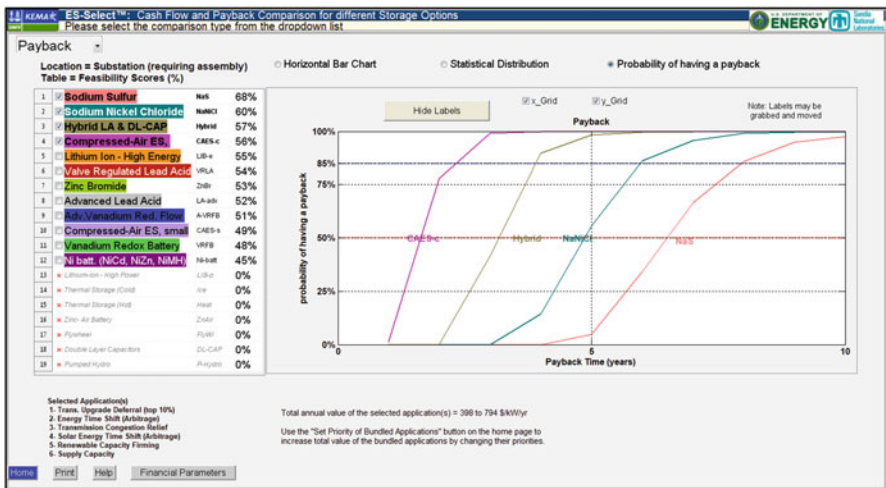 KEMA ES-Select™: Cash Flow and Payback Comparison for different Storage Options
Please select the comparison type from the dropdown list
U.S. DEPARTMENT OF
ENERGY
Sandia
National
Laboratories
Payback
Location = Substation (requiring assembly)
Table = Feasibility Scores (%)
Horizontal Bar Chart
Statistical Distribution
Probability of having a payback
1 Sodium Sulfur NaS 68%
2 Sodium Nickel Chloride NaNiCl 60%
3 Hybrid LA & DL-CAP Hybrid 57%
4 Compressed-Air ES, CAES-c 56%
5 Lithium Ion - High Energy LIB-e 55%
6 Valve Regulated Lead Acid VRLA 54%
7 Zinc Bromide ZnBr 53%
8 Advanced Lead Acid LA-adv 52%
9 Adv.Vanadium Red. Flow A-VRFB 51%
10 Compressed-Air ES, small CAES-s 49%
11 Vanadium Redox Battery VRFB 48%
12 Ni batt. (NiCd, NiZn, NiMH) Ni-batt 45%
13 Lithium-ion - High Power LIB-p 0%
14 Thermal Storage (Cold) Ice 0%
15 Thermal Storage (Hot) Heat 0%
16 Zinc- Air Battery ZnAir 0%
17 Flywheel FlyWl 0%
18 Double Layer Capacitors DL-CAP 0%
19 Pumped Hydro P-Hydro 0%
Hide Labels
x_Grid
y_Grid
Note: Labels may be
grabbed and moved
Payback
100%
85%
75%
50%
25%
0%
probability of having a payback
CAES-c
Hybrid
NaNiCl
NaS
0
5
10
Payback Time (years)
Selected Application(s)
1- Trans. Upgrade Deferral (top 10%)
2- Energy Time Shift (Arbitrage)
3- Transmission Congestion Relief
4- Solar Energy Time Shift (Arbitrage)
5- Renewable Capacity Firming
6- Supply Capacity
Total annual value of the selected application(s) = 398 to 794 $/kW/yr
Use the "Set Priority of Bundled Applications" button on the home page to
increase total value of the bundled applications by changing their priorities.
Home
Print
Help
Financial Parameters